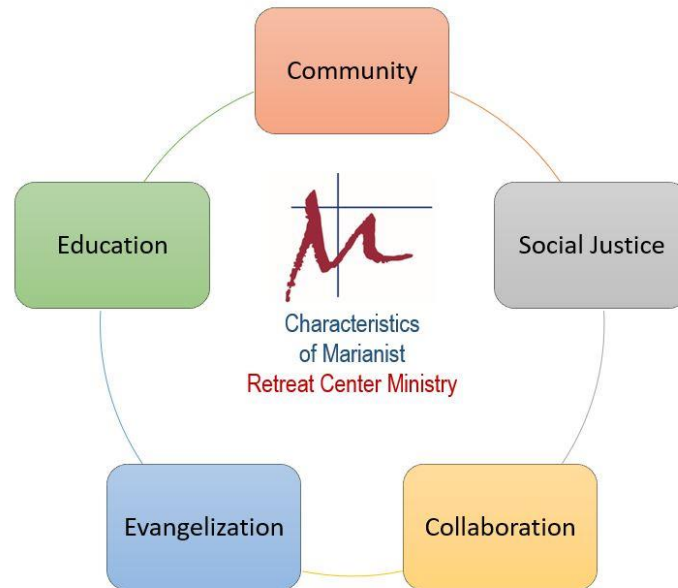 Community
Education
Social Justice
Characteristics
of Marianist
Retreat Center Ministry
Evangelization
Collaboration